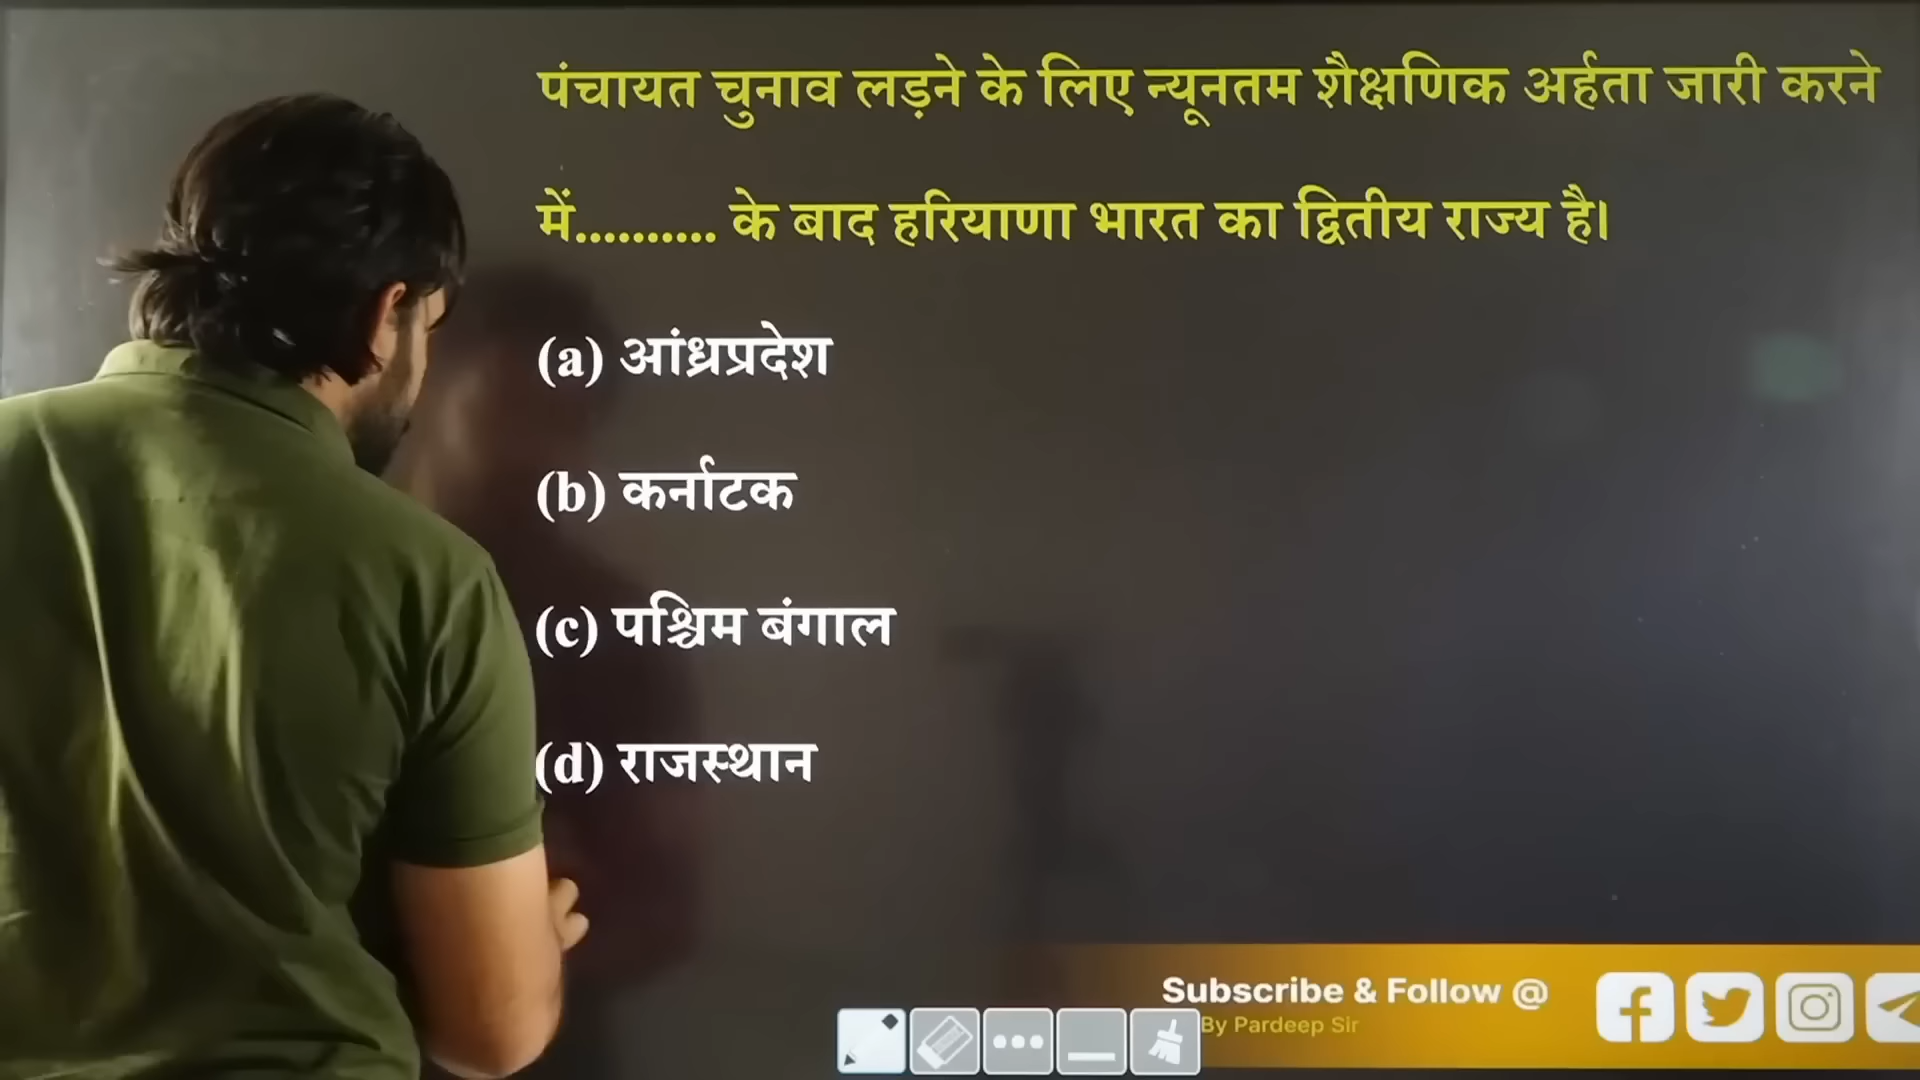 पंचायत चुनाव लड़ने के लिए न्यूनतम शैक्षणिक अर्हता जारी करने
में.......... के बाद हरियाणा भारत का द्वितीय राज्य है।
(a) आंध्रप्रदेश
(b) कर्नाटक
(c) पश्चिम बंगाल
(d) राजस्थान
Subscribe & Follow @
By Pardeep Sir